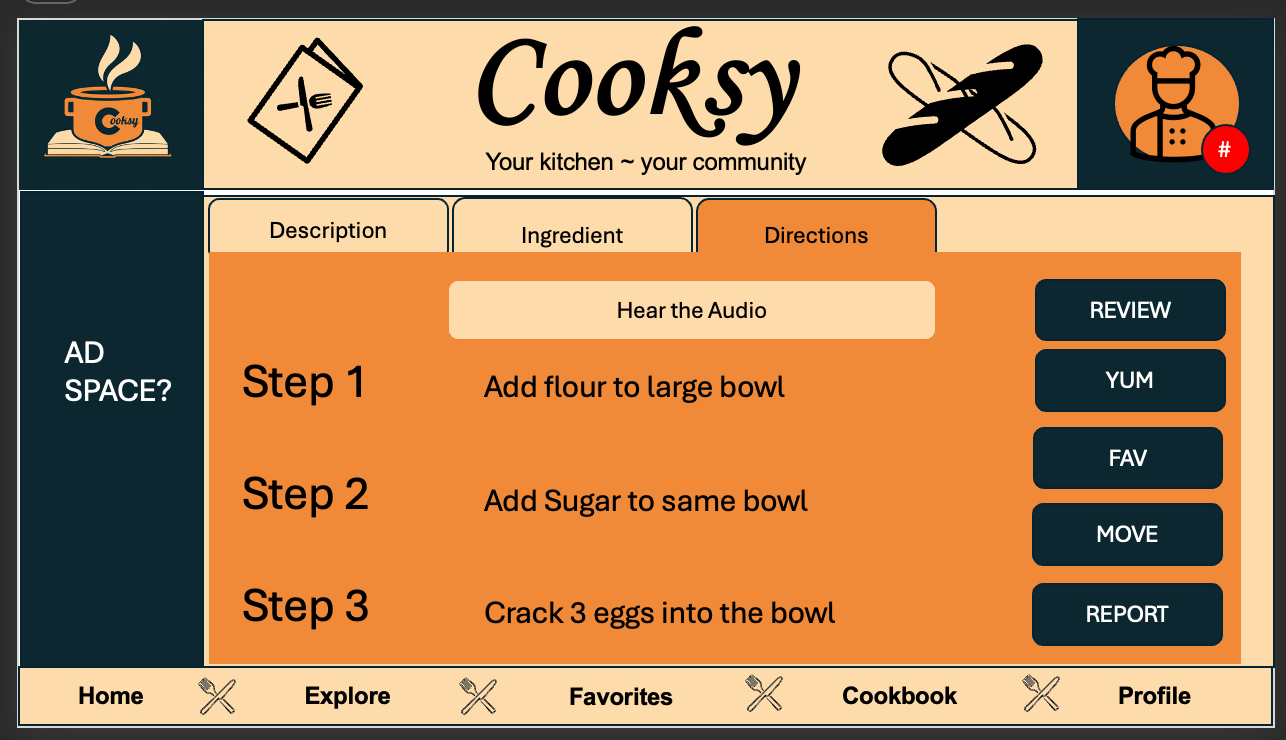 Cooksy
Cooksy
Your kitchen ~ your community
#
Description
Ingredient
Directions
Hear the Audio
REVIEW
AD
SPACE?
Step 1
Add flour to large bowl
YUM
FAV
Step 2
Add Sugar to same bowl
MOVE
Step 3
Crack 3 eggs into the bowl
REPORT
Home
Explore
Favorites
Cookbook
Profile